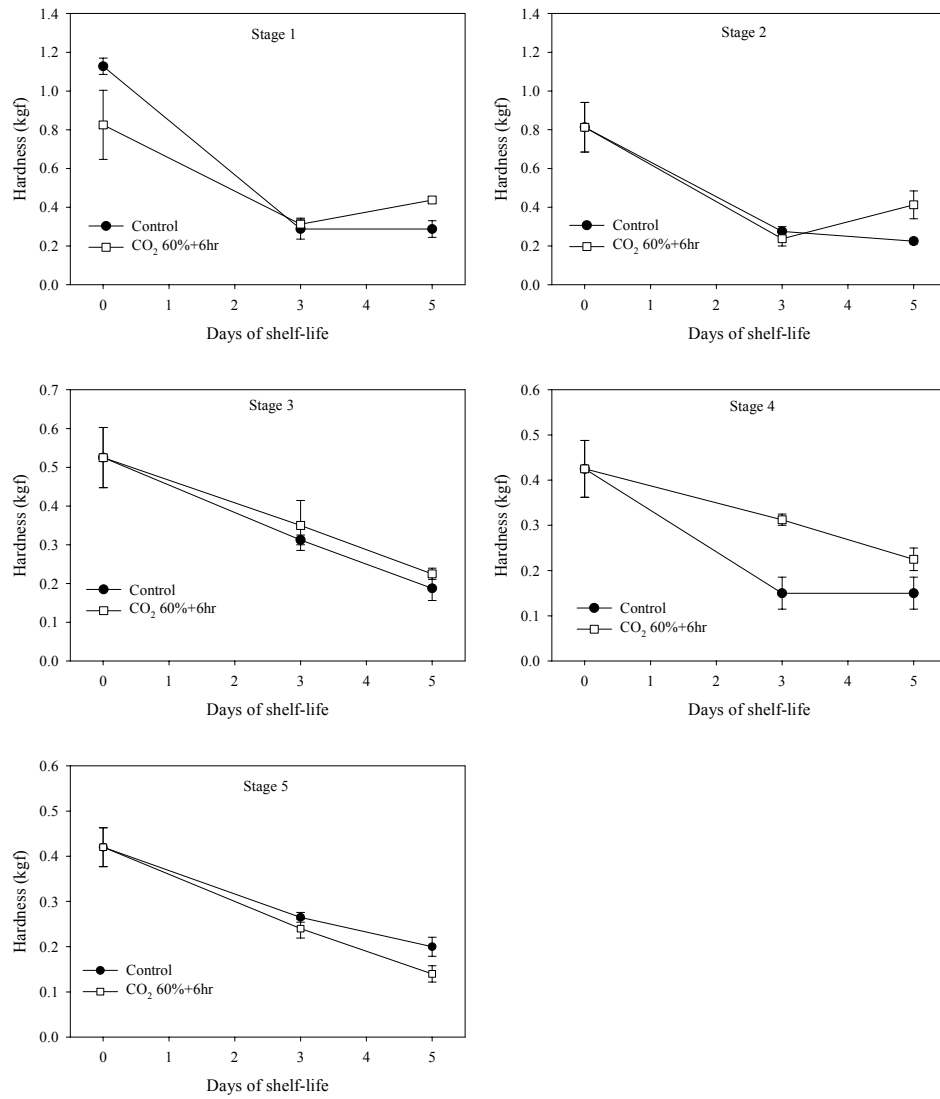 Stage 1
Hardness (kgf)
1.4
1.2
1.0
0.8
0.6
0.4
0.2
0.0
Control
CO₂ 60%+6hr
0 1 2 3 4 5
Days of shelf-life
Stage 2
Hardness (kgf)
1.4
1.2
1.0
0.8
0.6
0.4
0.2
0.0
Control
CO₂ 60%+6hr
0 1 2 3 4 5
Days of shelf-life
Stage 3
Hardness (kgf)
0.7
0.6
0.5
0.4
0.3
0.2
0.1
0.0
Control
CO₂ 60%+6hr
0 1 2 3 4 5
Days of shelf-life
Stage 4
Hardness (kgf)
0.6
0.5
0.4
0.3
0.2
0.1
0.0
Control
CO₂ 60%+6hr
0 1 2 3 4 5
Days of shelf-life
Stage 5
Hardness (kgf)
0.6
0.5
0.4
0.3
0.2
0.1
0.0
Control
CO₂ 60%+6hr
0 1 2 3 4 5
Days of shelf-life